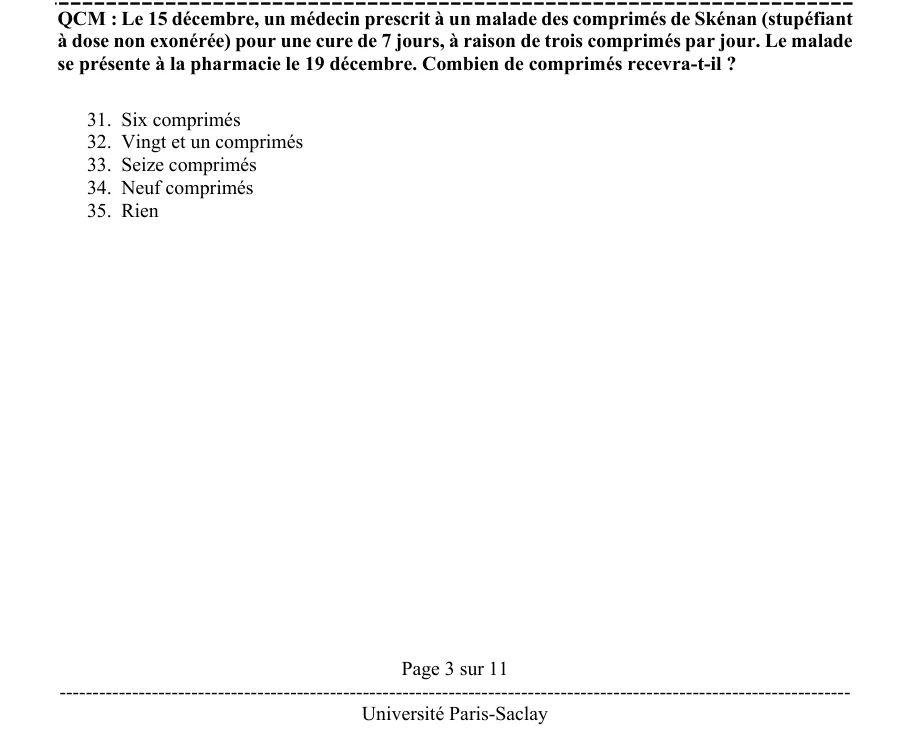 QCM : Le 15 décembre, un médecin prescrit à un malade des comprimés de Skénan (stupéfiant
à dose non exonérée) pour une cure de 7 jours, à raison de trois comprimés par jour. Le malade
se présente à la pharmacie le 19 décembre. Combien de comprimés recevra-t-il ?
31. Six comprimés
32. Vingt et un comprimés
33. Seize comprimés
34. Neuf comprimés
35. Rien
Page 3 sur 11
Université Paris-Saclay